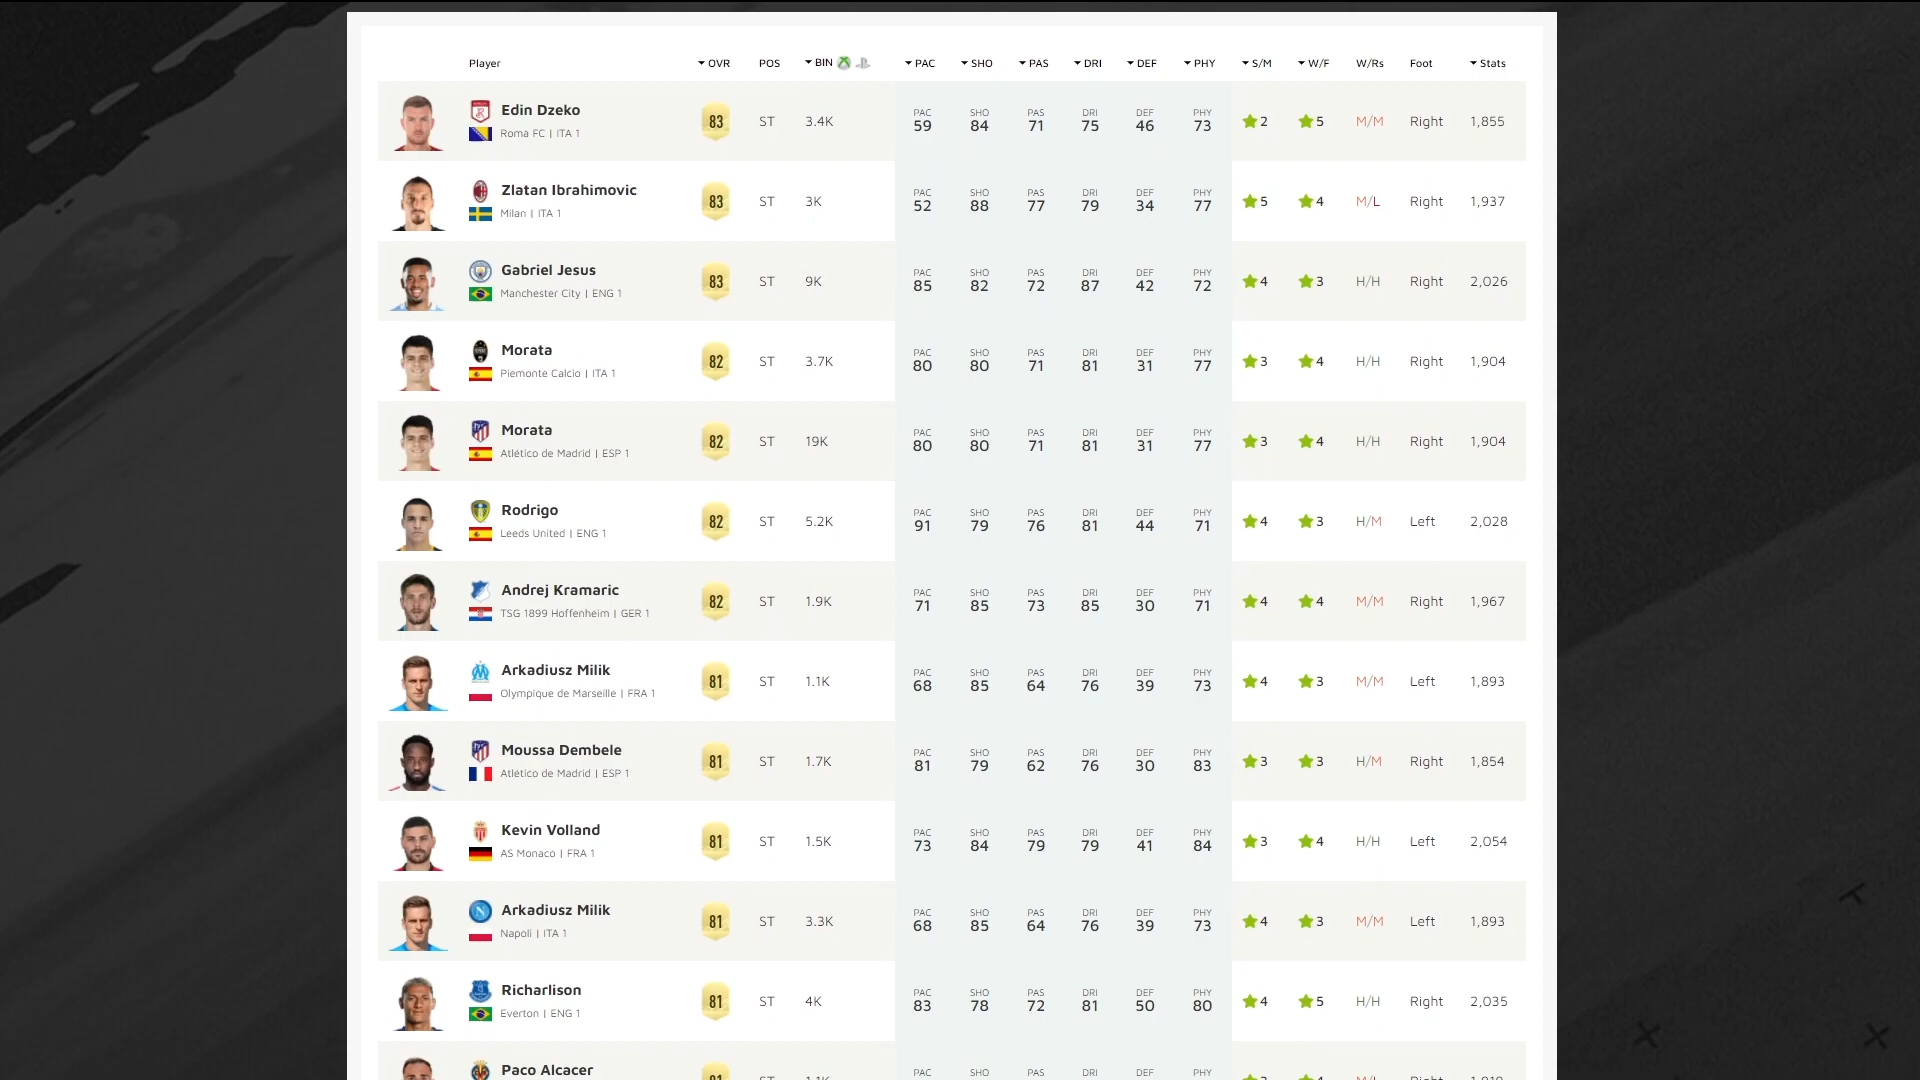 Player OVR POS BIN PAC SHO PAS DRI DEF PHY S/M W/F W/Rs Foot Stats
Edin Dzeko
Roma FC | ITA 1
83 ST 3.4K PAC 59 SHO 84 PAS 71 DRI 75 DEF 46 PHY 73 2 5 M/M Right 1,855
Zlatan Ibrahimovic
Milan | ITA 1
83 ST 3K PAC 52 SHO 88 PAS 77 DRI 79 DEF 34 PHY 77 5 4 M/L Right 1,937
Gabriel Jesus
Manchester City | ENG 1
83 ST 9K PAC 85 SHO 82 PAS 72 DRI 87 DEF 42 PHY 72 4 3 H/H Right 2,026
Morata
Piemonte Calcio | ITA 1
82 ST 3.7K PAC 80 SHO 80 PAS 71 DRI 81 DEF 31 PHY 77 3 4 H/H Right 1,904
Morata
Atlético de Madrid | ESP 1
82 ST 19K PAC 80 SHO 80 PAS 71 DRI 81 DEF 31 PHY 77 3 4 H/H Right 1,904
Rodrigo
Leeds United | ENG 1
82 ST 5.2K PAC 91 SHO 79 PAS 76 DRI 81 DEF 44 PHY 71 4 3 H/M Left 2,028
Andrej Kramaric
TSG 1899 Hoffenheim | GER 1
82 ST 1.9K PAC 71 SHO 85 PAS 73 DRI 85 DEF 30 PHY 71 4 4 M/M Right 1,967
Arkadiusz Milik
Olympique de Marseille | FRA 1
81 ST 1.1K PAC 68 SHO 85 PAS 64 DRI 76 DEF 39 PHY 73 4 3 M/M Left 1,893
Moussa Dembele
Atlético de Madrid | ESP 1
81 ST 1.7K PAC 81 SHO 79 PAS 62 DRI 76 DEF 30 PHY 83 3 3 H/M Right 1,854
Kevin Volland
AS Monaco | FRA 1
81 ST 1.5K PAC 73 SHO 84 PAS 79 DRI 79 DEF 41 PHY 84 3 4 H/H Left 2,054
Arkadiusz Milik
Napoli | ITA 1
81 ST 3.3K PAC 68 SHO 85 PAS 64 DRI 76 DEF 39 PHY 73 4 3 M/M Left 1,893
Richarlison
Everton | ENG 1
81 ST 4K PAC 83 SHO 78 PAS 72 DRI 81 DEF 50 PHY 80 4 5 H/H Right 2,035
Paco Alcacer
PAC SHO PAS DRI DEF PHY